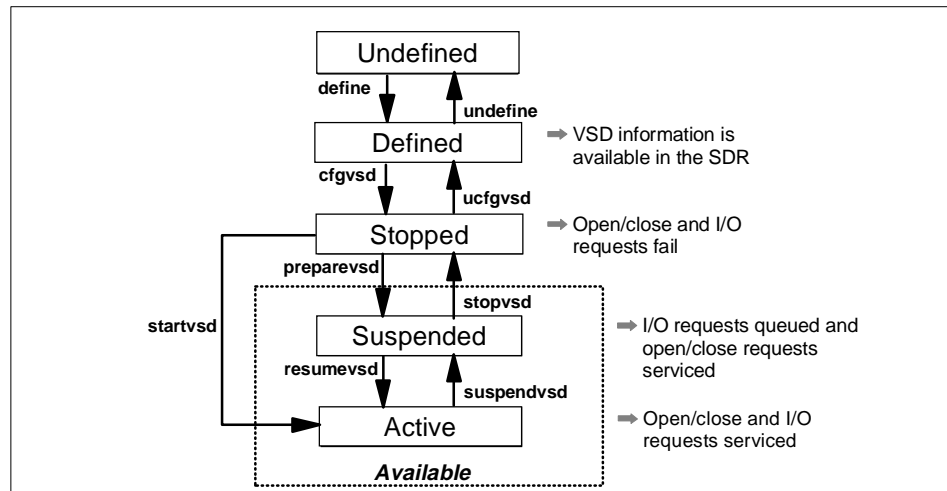 Undefined
define
undefine
Defined
VSD information is
available in the SDR
cfgvsd
ucfgvsd
Stopped
Open/close and I/O
requests fail
preparevsd
stopvsd
startvsd
Suspended
I/O requests queued and
open/close requests
serviced
resumevsd
suspendvsd
Active
Open/close and I/O
requests serviced
Available